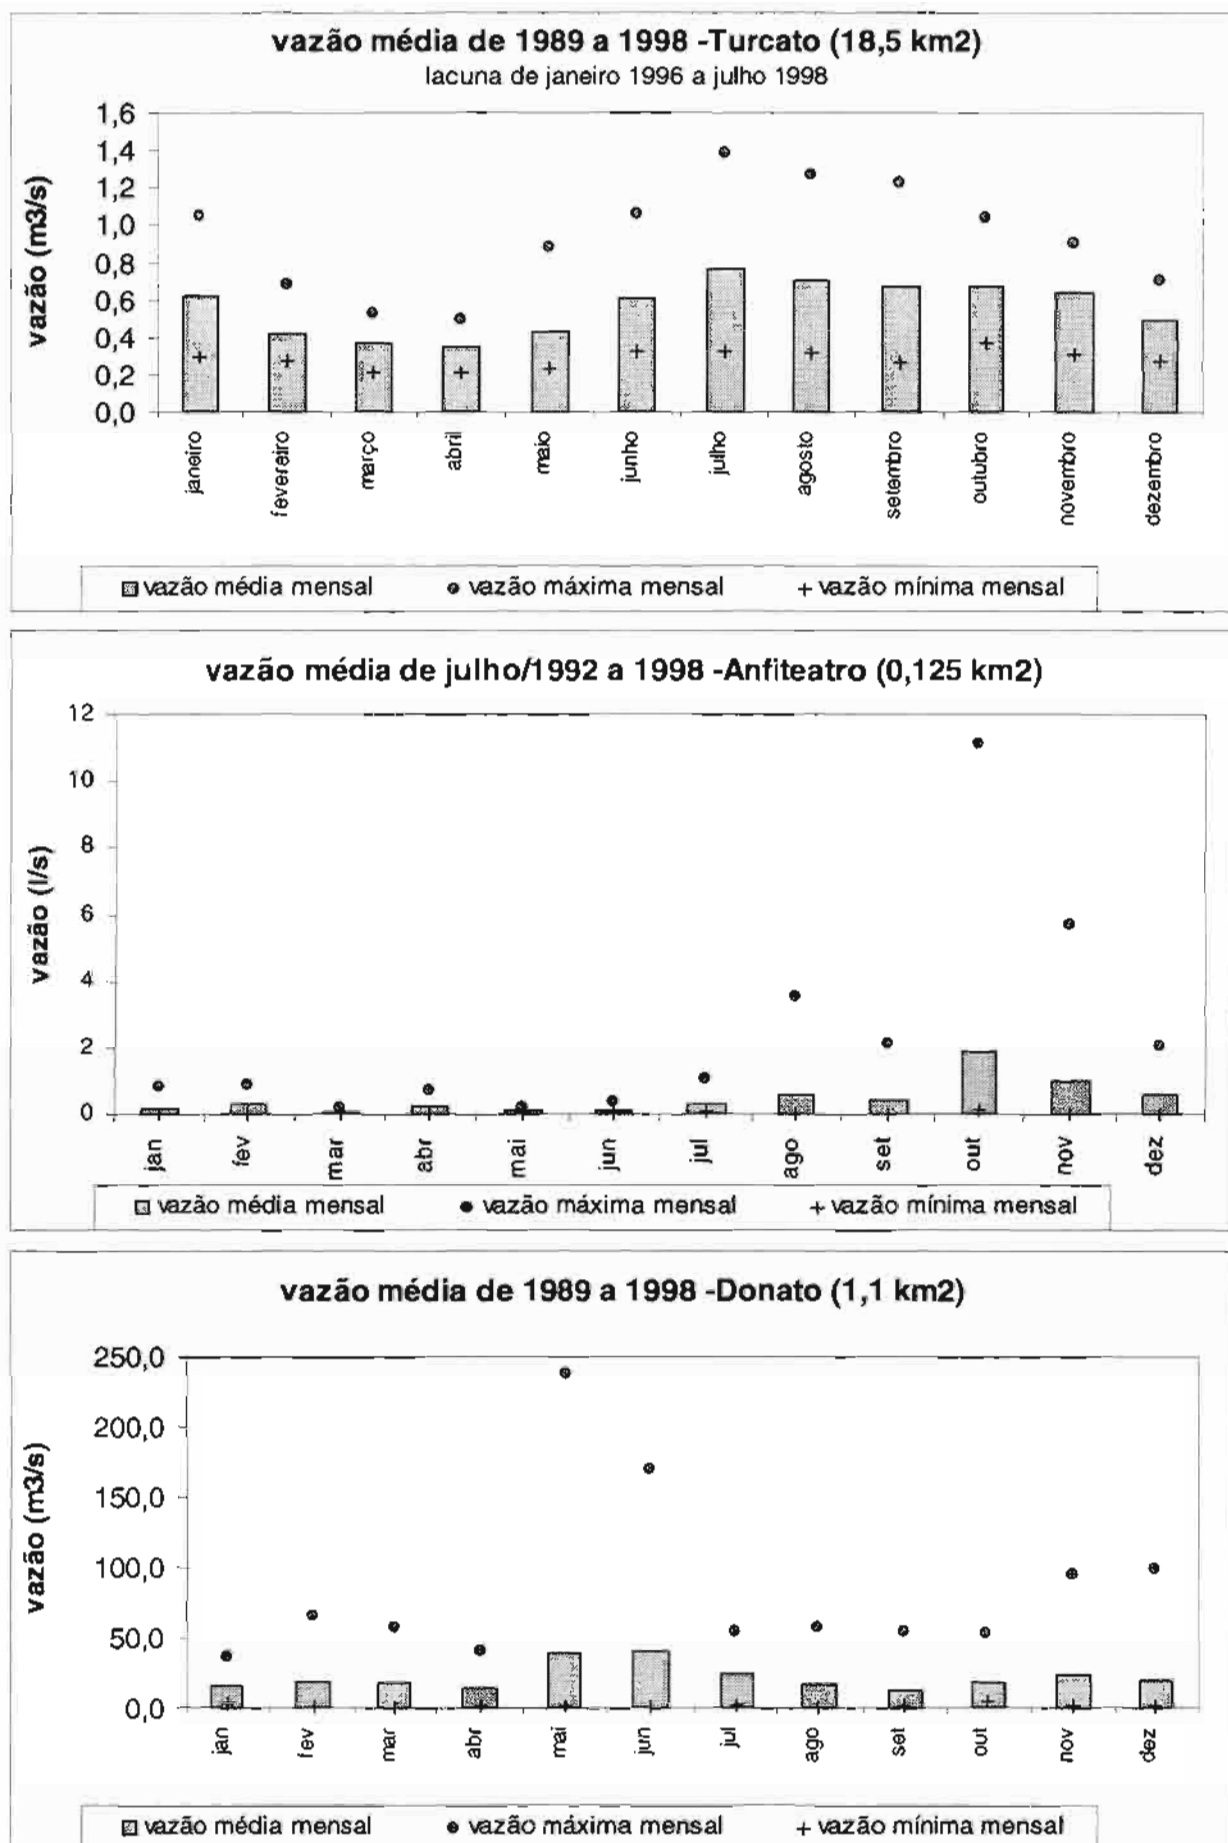 vazão média de 1989 a 1998 -Turcato (18,5 km2)
lacuna de janeiro 1996 a julho 1998
vazão (m3/s)
1,6
1,4
1,2
1,0
0,8
0,6
0,4
0,2
0,0
janeiro
fevereiro
março
abril
maio
junho
julho
agosto
setembro
outubro
novembro
dezembro
vazão média mensal
vazão máxima mensal
vazão mínima mensal
vazão média de julho/1992 a 1998 -Anfiteatro (0,125 km2)
vazão (l/s)
12
10
8
6
4
2
0
jan
fev
mar
abr
mai
jun
jul
ago
set
out
nov
dez
vazão média mensal
vazão máxima mensal
vazão mínima mensal
vazão média de 1989 a 1998 -Donato (1,1 km2)
vazão (m3/s)
250,0
200,0
150,0
100,0
50,0
0,0
jan
fev
mar
abr
mai
jun
jul
ago
set
out
nov
dez
vazão média mensal
vazão máxima mensal
vazão mínima mensal